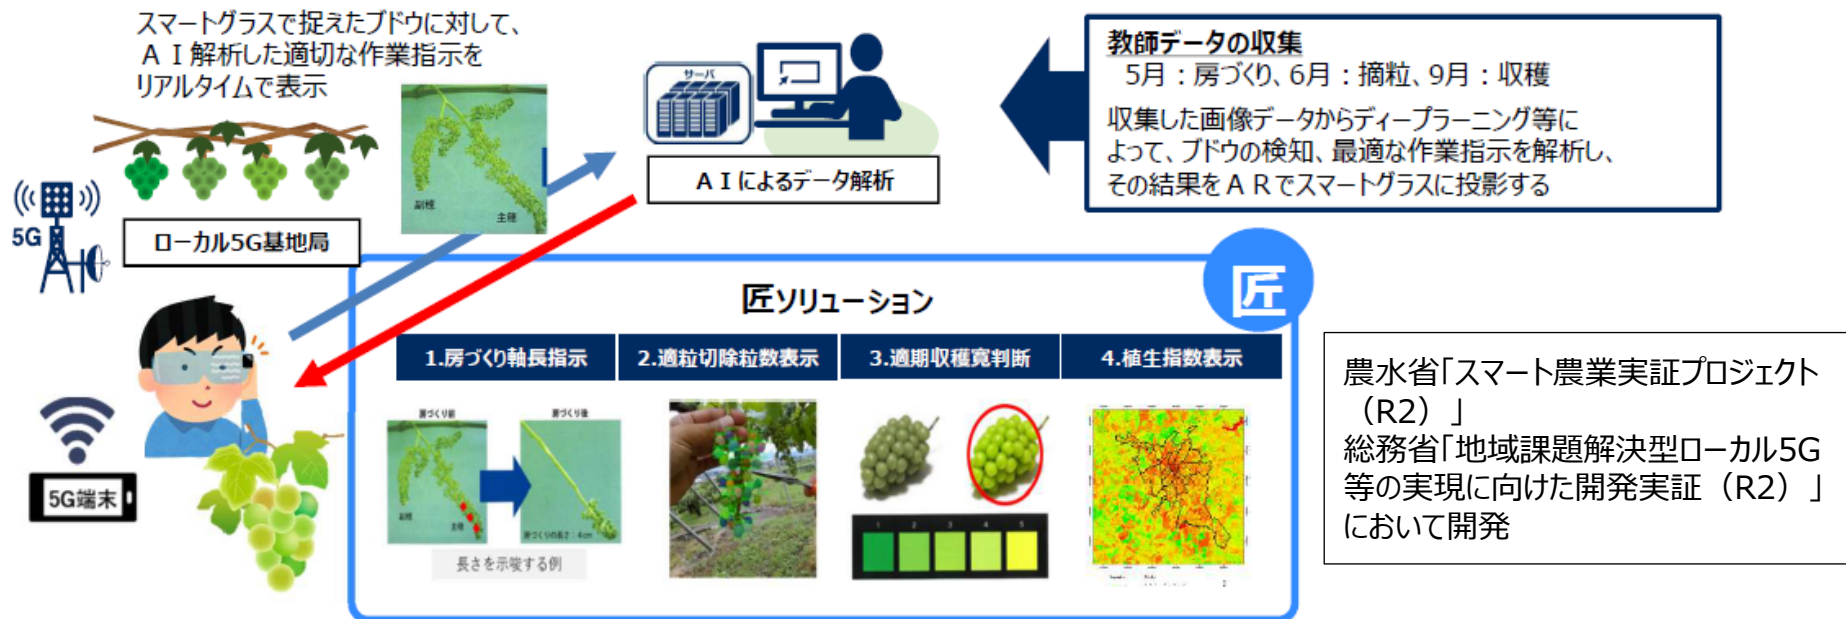 スマートグラスで捉えたブドウに対して、
ＡＩ解析した適切な作業指示を
リアルタイムで表示
副穂
主穂
5G
ローカル5G基地局
サーバ
ＡＩによるデータ解析
教師データの収集
5月：房づくり、6月：摘粒、9月：収穫
収集した画像データからディープラーニング等に
よって、ブドウの検知、最適な作業指示を解析し、
その結果をＡＲでスマートグラスに投影する
5G端末
匠
匠ソリューション
1.房づくり軸長指示
2.適粒切除粒数表示
3.適期収穫寛判断
4.植生指数表示
房づくり前
房づくり後
副穂
主穂
房づくりの長さ：4cm
長さを示唆する例
1 2 3 4 5
農水省「スマート農業実証プロジェクト
（R2）」
総務省「地域課題解決型ローカル5G
等の実現に向けた開発実証（R2）」
において開発